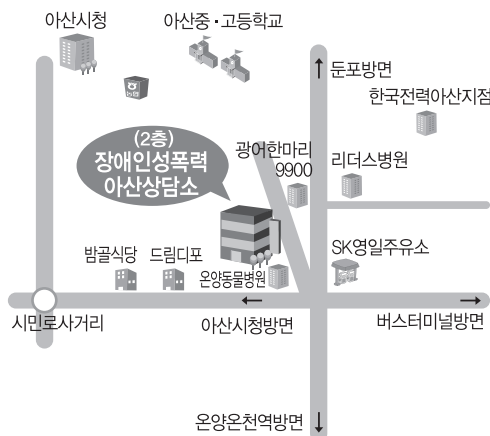 아산시청
아산중·고등학교
둔포방면
한국전력아산지점
농협
(2층)
장애인성폭력
아산상담소
광어한마리
9900
리더스병원
밤골식당
드림디포
온양동물병원
SK영일주유소
시민로사거리
아산시청방면
버스터미널방면
온양온천역방면